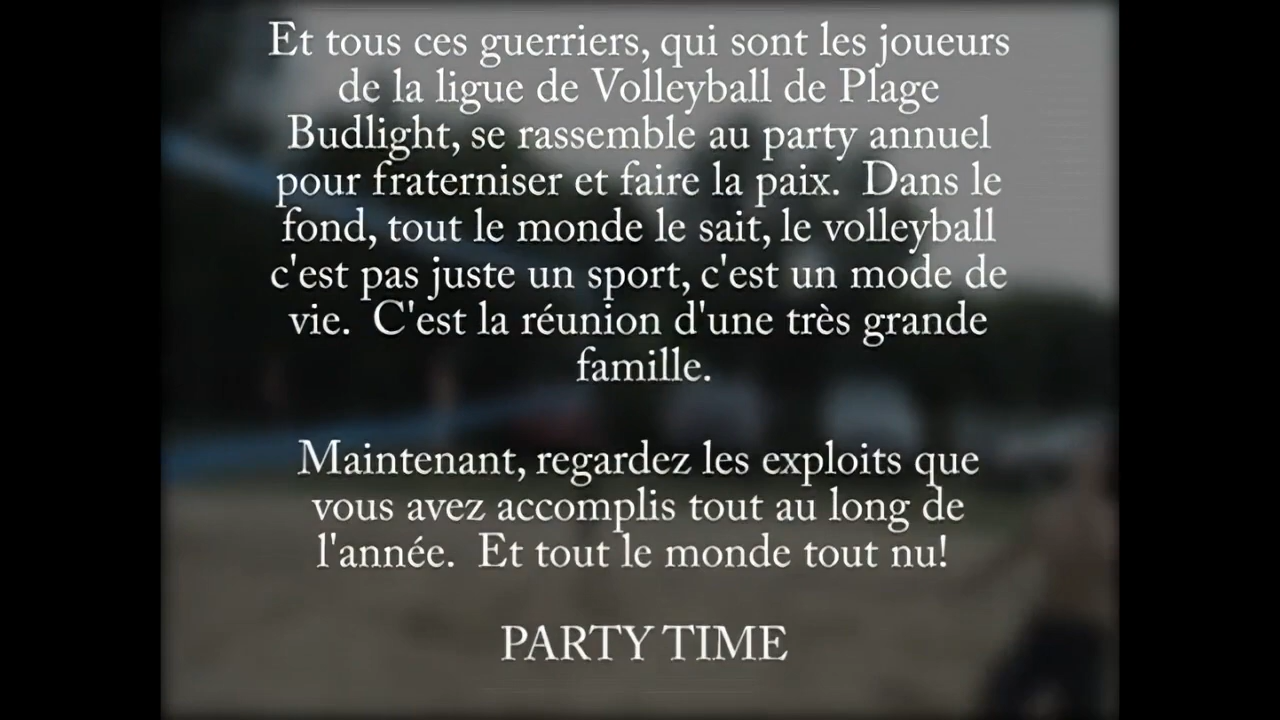 Et tous ces guerriers, qui sont les joueurs
de la ligue de Volleyball de Plage
Budlight, se rassemble au party annuel
pour fraterniser et faire la paix.  Dans le
fond, tout le monde le sait, le volleyball
c'est pas juste un sport, c'est un mode de
vie.  C'est la réunion d'une très grande
famille.
Maintenant, regardez les exploits que
vous avez accomplis tout au long de
l'année.  Et tout le monde tout nu!
PARTY TIME